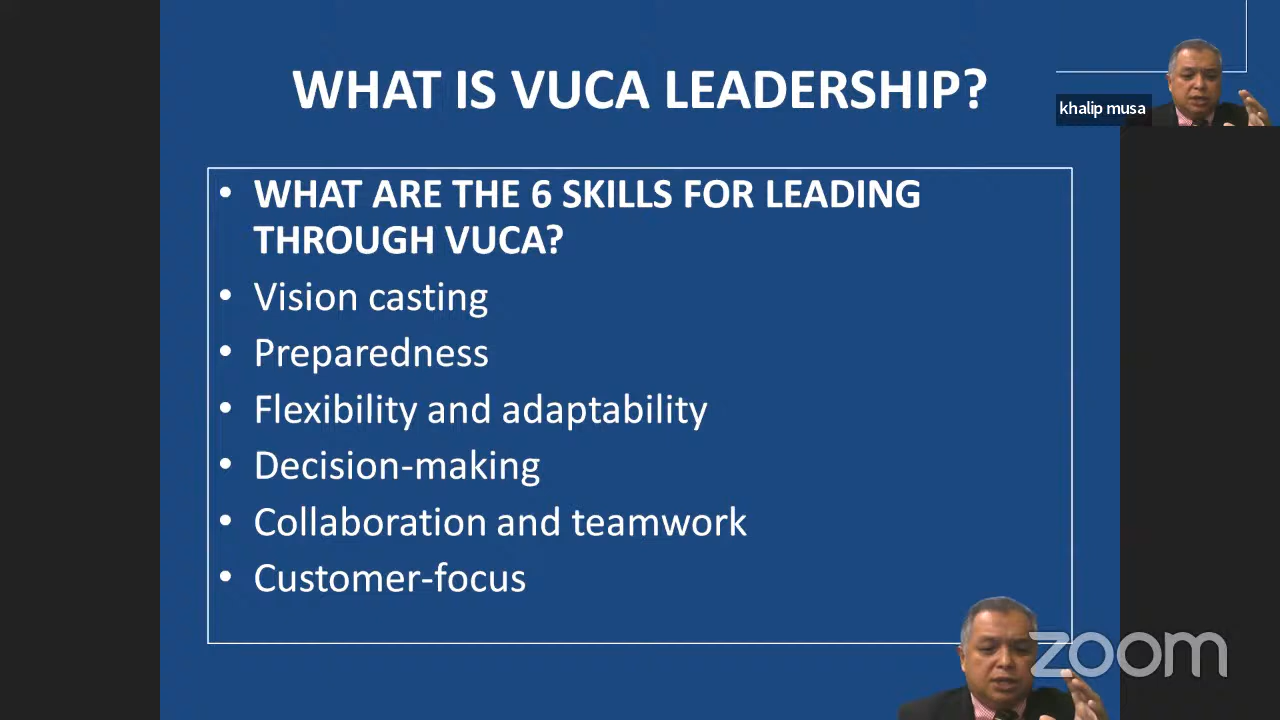 WHAT IS VUCA LEADERSHIP?
khalip musa
• WHAT ARE THE 6 SKILLS FOR LEADING
THROUGH VUCA?
• Vision casting
• Preparedness
• Flexibility and adaptability
• Decision-making
• Collaboration and teamwork
• Customer-focus
zoom